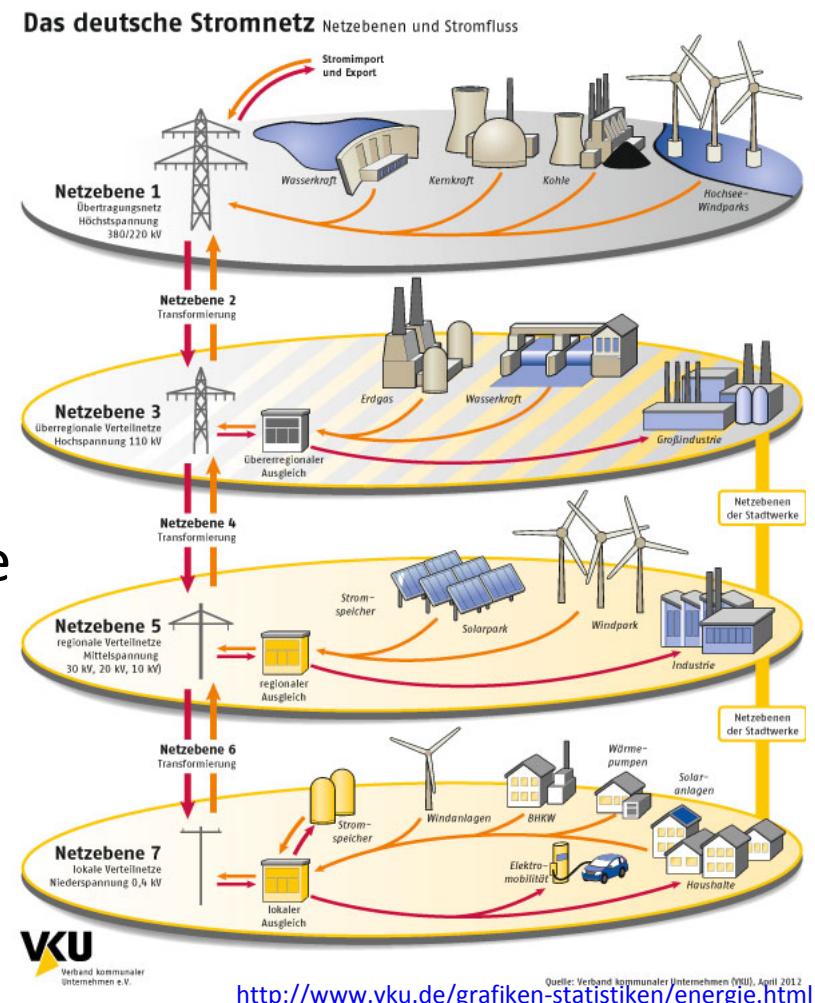 Das deutsche Stromnetz Netzebenen und Stromfluss
Stromimport
und Export
Wasserkraft
Kernkraft
Kohle
Hochsee-
Windparks
Netzebene 1
Übertragungsnetz
Höchstspannung
380/220 kV
Netzebene 2
Transformierung
Erdgas
Wasserkraft
Großindustrie
Netzebene 3
überregionale Verteilnetze
Hochspannung 110 kV
übererregionaler
Ausgleich
Netzebenen
der Stadtwerke
Netzebene 4
Transformierung
e
Strom-
speicher
Solarpark
Windpark
Industrie
Netzebene 5
regionale Verteilnetze
Mittelspannung
30 kV, 20 kV, 10 kV)
regionaler
Ausgleich
Netzebenen
der Stadtwerke
Netzebene 6
Transformierung
Strom-
speicher
Windanlagen
BHKW
Wärme-
pumpen
Solar-
anlagen
Netzebene 7
lokale Verteilnetze
Niederspannung 0,4 kV
lokaler
Ausgleich
Elektro-
mobilität
Haushalte
VKU
Verband kommunaler
Unternehmen e.V.
Quelle: Verband kommunaler Unternehmen (VKU), April 2012
http://www.vku.de/grafiken-statistiken/energie.html